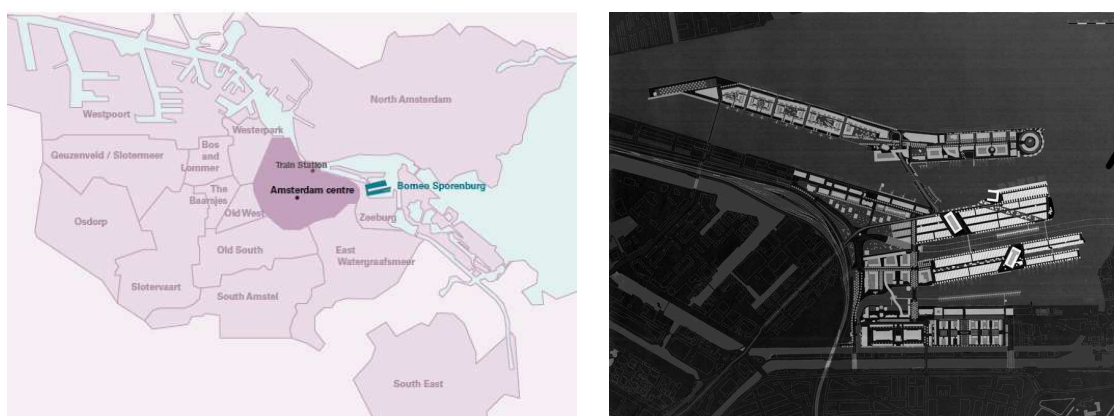 North Amsterdam
Westpoort
Westerpark
Geuzenveld / Slotermeer
Bos
and
Lommer
Train Station
Borneo Sporenburg
Amsterdam centre
The
Baarsjes
Old West
Zeeburg
Osdorp
Old South
East
Watergraafsmeer
Slotervaart
South Amstel
South East